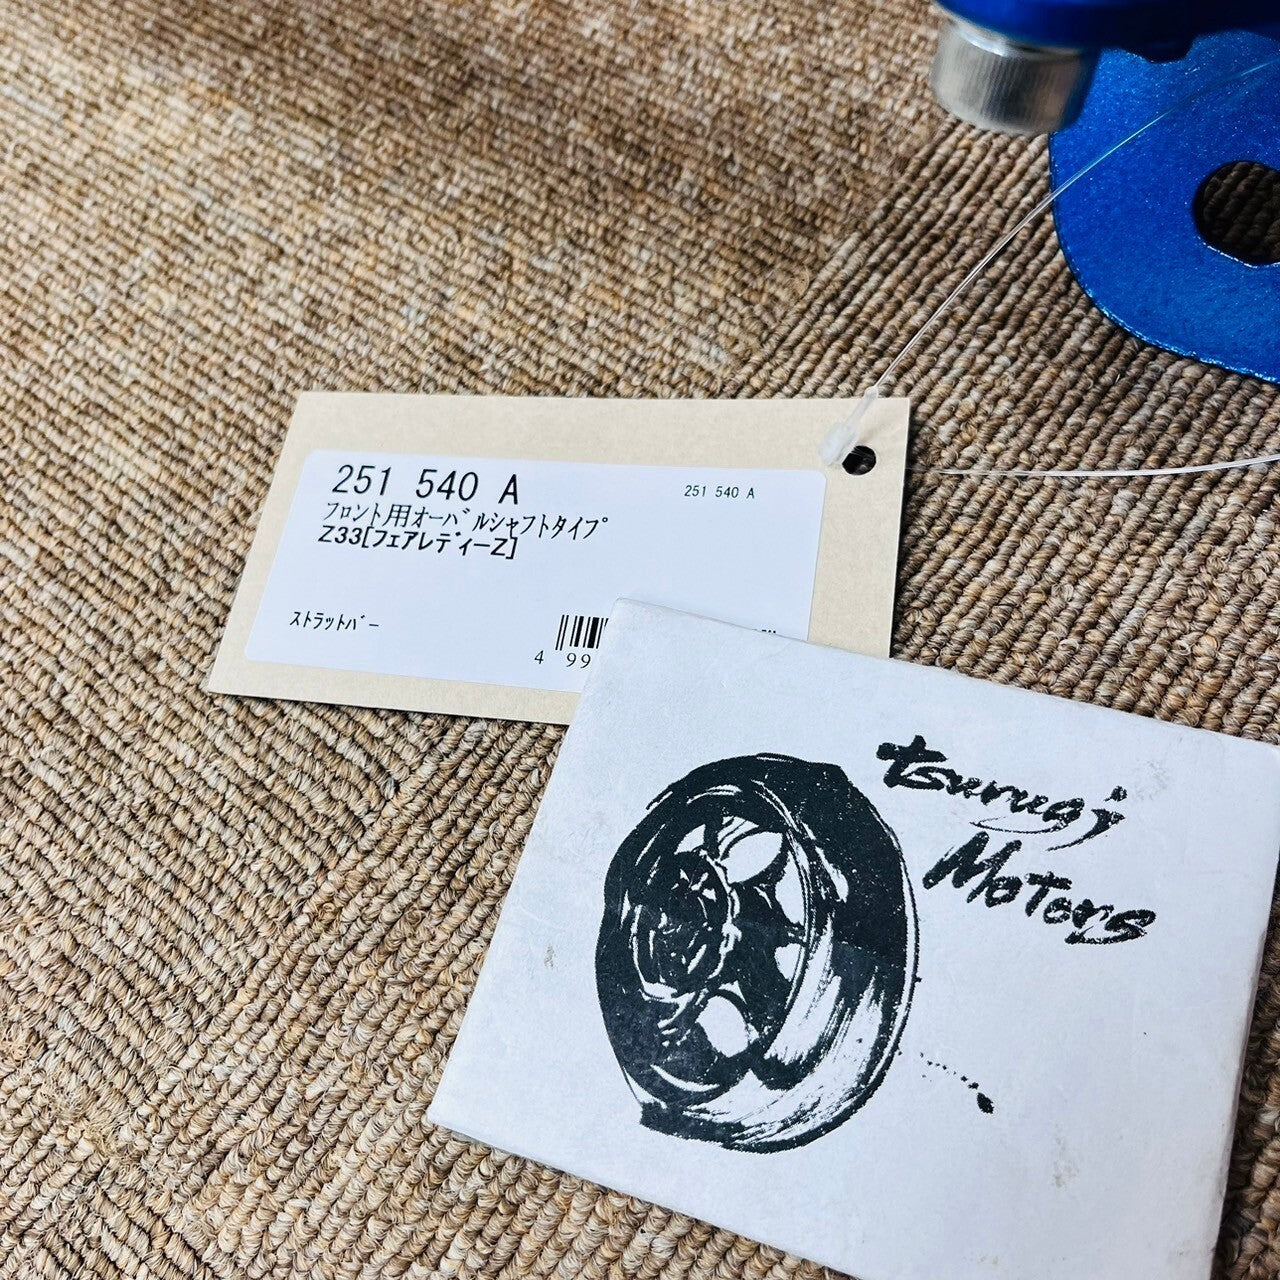 251 540 A
251 540 A
フロント用オーバルシャフトタイプ
Z33[フェアレディーZ]
ストラットバー
4 99
tsurugi
Motors